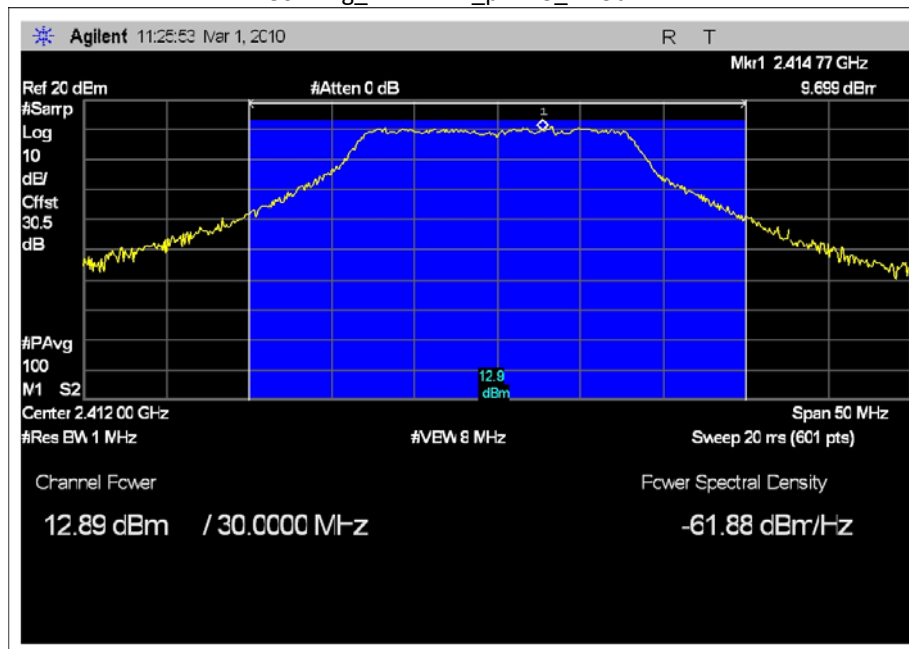 Agilent 11:25:53 Mar 1, 2010 R T
Mkr1 2.414 77 GHz
Ref 20 dBm #Atten 0 dB 9.699 dBm
#Samp
Log
10
dB/
Offst
30.5
dB
1
#PAvg
100
12.9
dBm
M1 S2
Center 2.412 00 GHz Span 50 MHz
#Res BW 1 MHz #VBW 8 MHz Sweep 20 ms (601 pts)
Channel Power Power Spectral Density
12.89 dBm / 30.0000 MHz -61.88 dBm/Hz